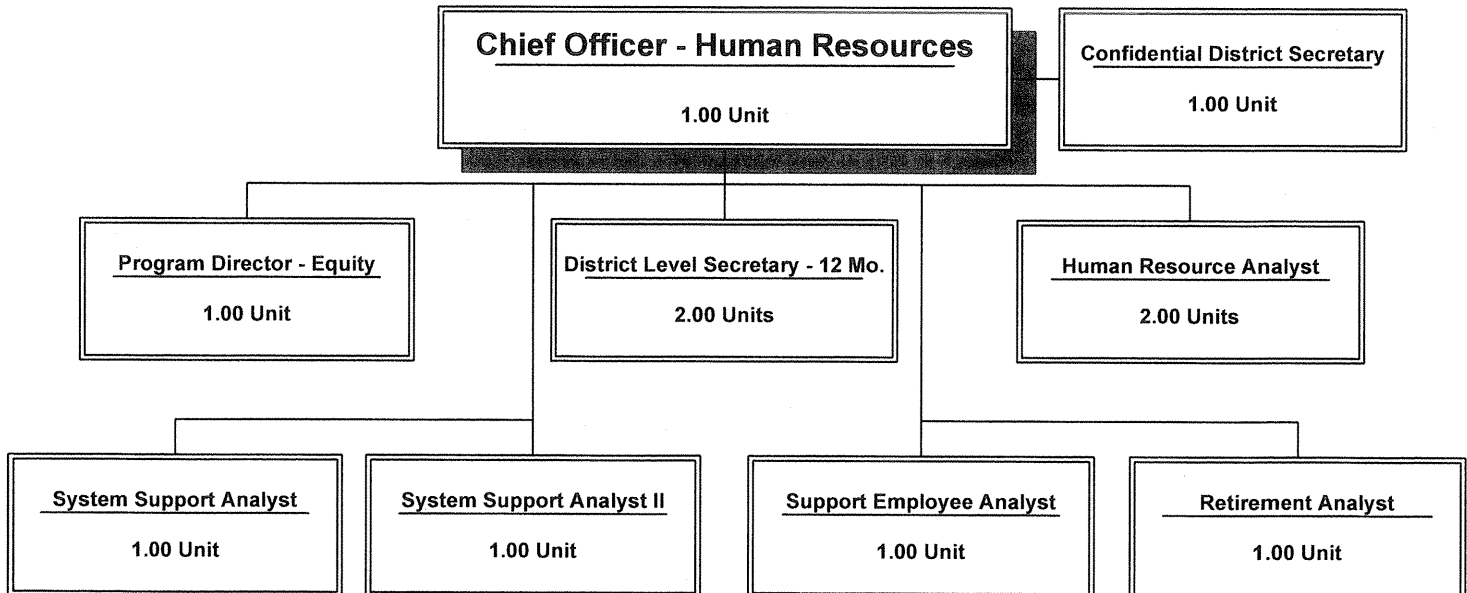 Chief Officer - Human Resources
1.00 Unit
Confidential District Secretary
1.00 Unit
Program Director - Equity
1.00 Unit
District Level Secretary - 12 Mo.
2.00 Units
Human Resource Analyst
2.00 Units
System Support Analyst
1.00 Unit
System Support Analyst II
1.00 Unit
Support Employee Analyst
1.00 Unit
Retirement Analyst
1.00 Unit